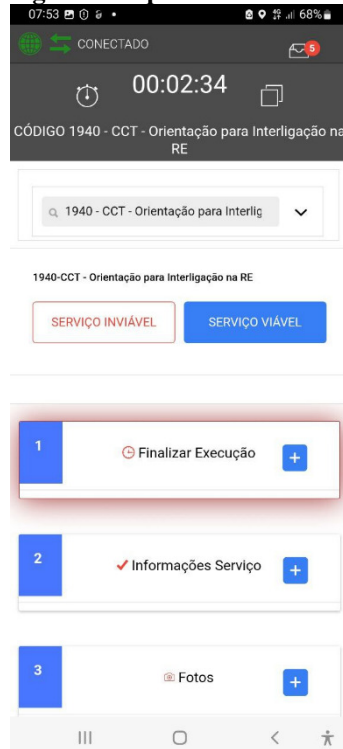 07:53
68%
CONECTADO
5
00:02:34
CÓDIGO 1940 - CCT - Orientação para Interligação na
RE
1940 - CCT - Orientação para Interlig
1940-CCT - Orientação para Interligação na RE
SERVIÇO INVIÁVEL
SERVIÇO VIÁVEL
1
Finalizar Execução
+
2
Informações Serviço
+
3
Fotos
+